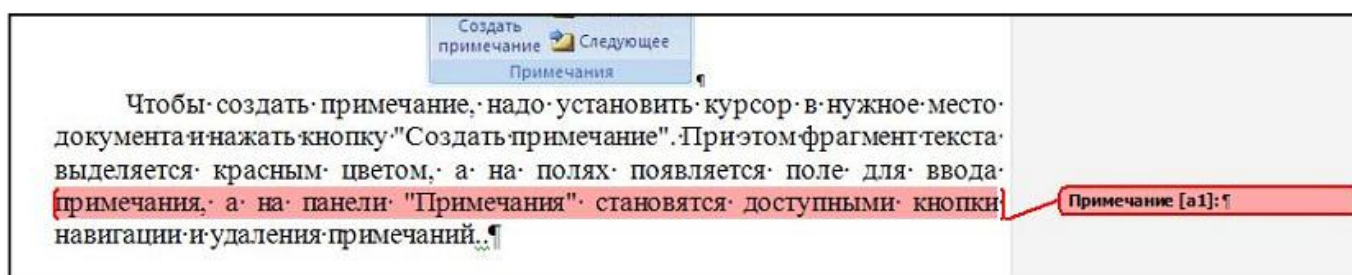 Создать
примечание Следующее
Примечания ¶
Чтобы·создать·примечание,·надо·установить·курсор·в·нужное·место·
документа·и·нажать·кнопку·"Создать·примечание".·При·этом·фрагмент·текста·
выделяется·красным·цветом,·а·на·полях·появляется·поле·для·ввода·
примечания,·а·на·панели·"Примечания"·становятся·доступными·кнопки·
Примечание [a1]:¶
навигации·и·удаления·примечаний..¶